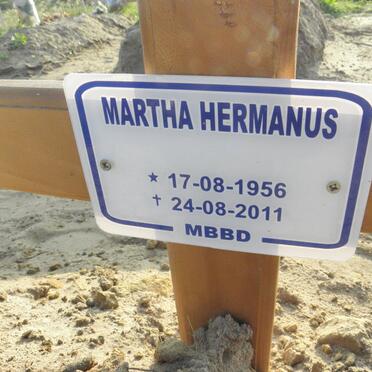 MARTHA HERMANUS
* 17-08-1956
† 24-08-2011
MBBD